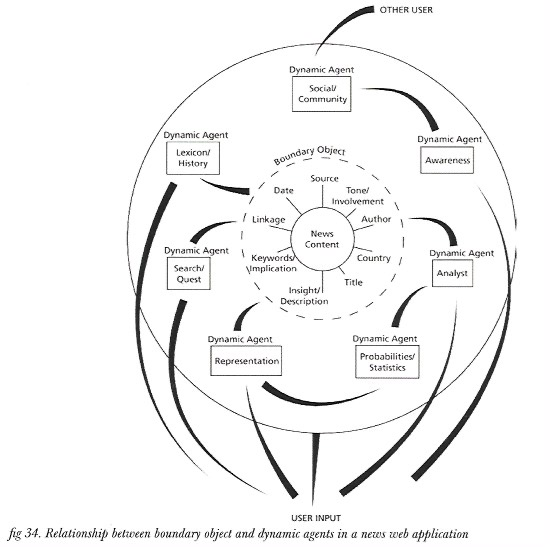 OTHER USER
Dynamic Agent
Social/
Community
Dynamic Agent
Lexicon/
History
Dynamic Agent
Awareness
Boundary Object
Source
Date
Tone/
Involvement
Linkage
Author
News
Content
Keywords/
Implication
Country
Insight/
Description
Title
Dynamic Agent
Search/
Quest
Dynamic Agent
Analyst
Dynamic Agent
Representation
Dynamic Agent
Probabilities/
Statistics
USER INPUT
fig 34. Relationship between boundary object and dynamic agents in a news web application